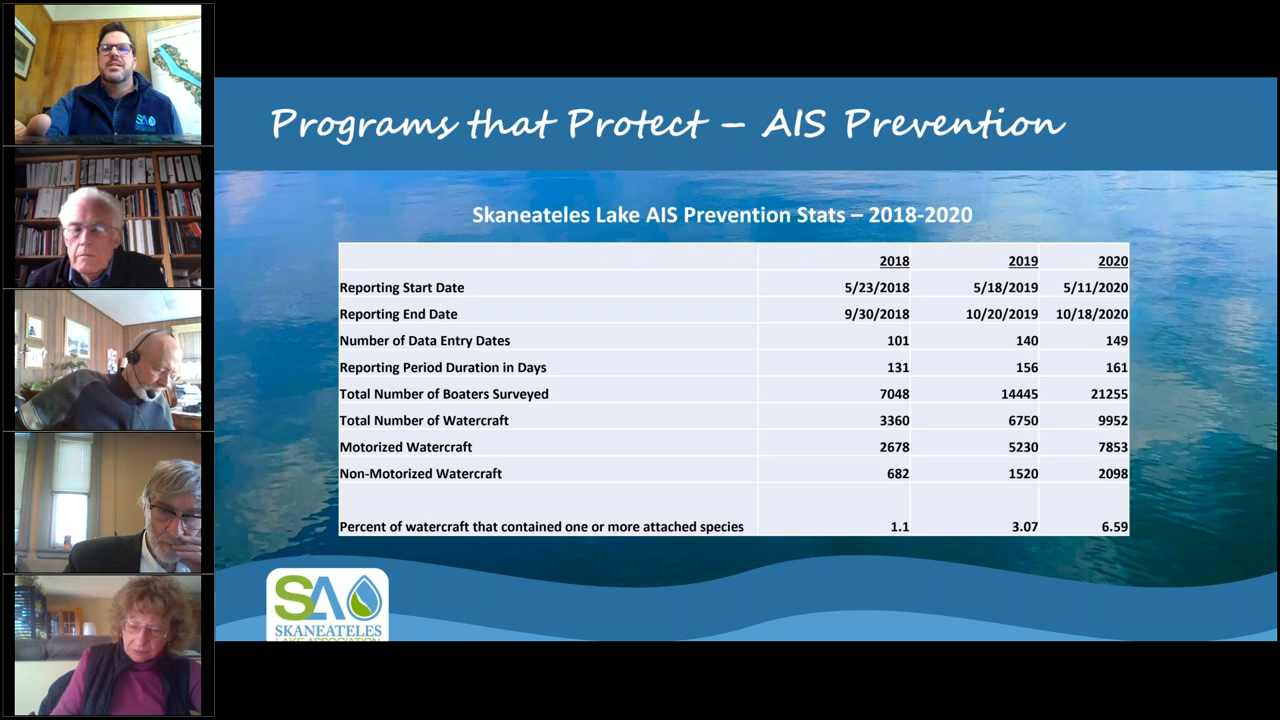 Programs that Protect – AIS Prevention
Skaneateles Lake AIS Prevention Stats – 2018-2020
2018 2019 2020
Reporting Start Date 5/23/2018 5/18/2019 5/11/2020
Reporting End Date 9/30/2018 10/20/2019 10/18/2020
Number of Data Entry Dates 101 140 149
Reporting Period Duration in Days 131 156 161
Total Number of Boaters Surveyed 7048 14445 21255
Total Number of Watercraft 3360 6750 9952
Motorized Watercraft 2678 5230 7853
Non-Motorized Watercraft 682 1520 2098
Percent of watercraft that contained one or more attached species 1.1 3.07 6.59
SA
SKANEATELES
LAKE ASSOCIATION
SA